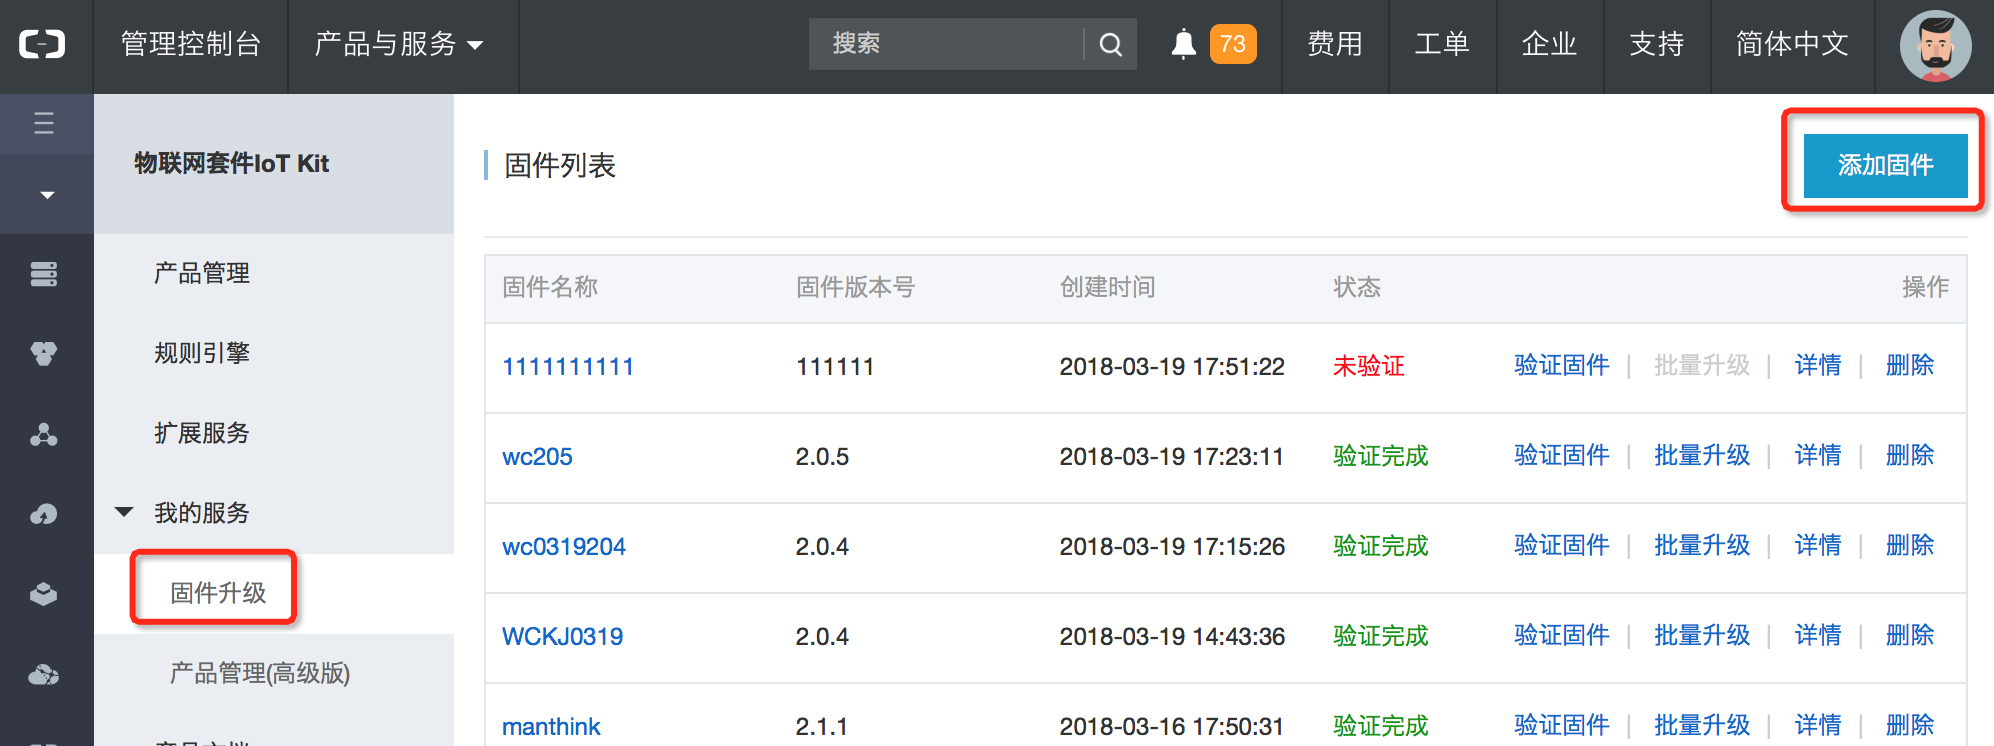 管理控制台 产品与服务 搜索 73 费用 工单 企业 支持 简体中文
物联网套件IoT Kit
产品管理
规则引擎
扩展服务
我的服务
固件升级
产品管理(高级版)
固件列表 添加固件
固件名称 固件版本号 创建时间 状态 操作
1111111111 111111 2018-03-19 17:51:22 未验证 验证固件 | 批量升级 | 详情 | 删除
wc205 2.0.5 2018-03-19 17:23:11 验证完成 验证固件 | 批量升级 | 详情 | 删除
wc0319204 2.0.4 2018-03-19 17:15:26 验证完成 验证固件 | 批量升级 | 详情 | 删除
WCKJ0319 2.0.4 2018-03-19 14:43:36 验证完成 验证固件 | 批量升级 | 详情 | 删除
manthink 2.1.1 2018-03-16 17:50:31 验证完成 验证固件 | 批量升级 | 详情 | 删除